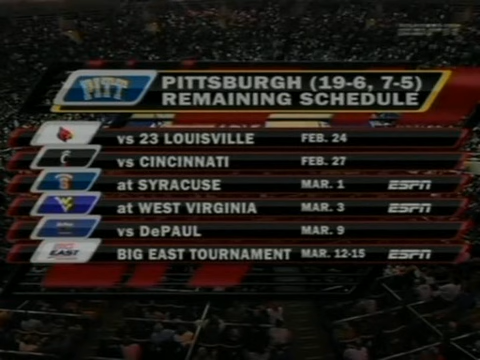 ESPN
PITT
PITTSBURGH (19-6, 7-5)
REMAINING SCHEDULE
vs 23 LOUISVILLE FEB. 24
vs CINCINNATI FEB. 27
at SYRACUSE MAR. 1 ESPN
at WEST VIRGINIA MAR. 3 ESPN
vs DePAUL MAR. 9
BIG EAST BIG EAST TOURNAMENT MAR. 12-15 ESPN